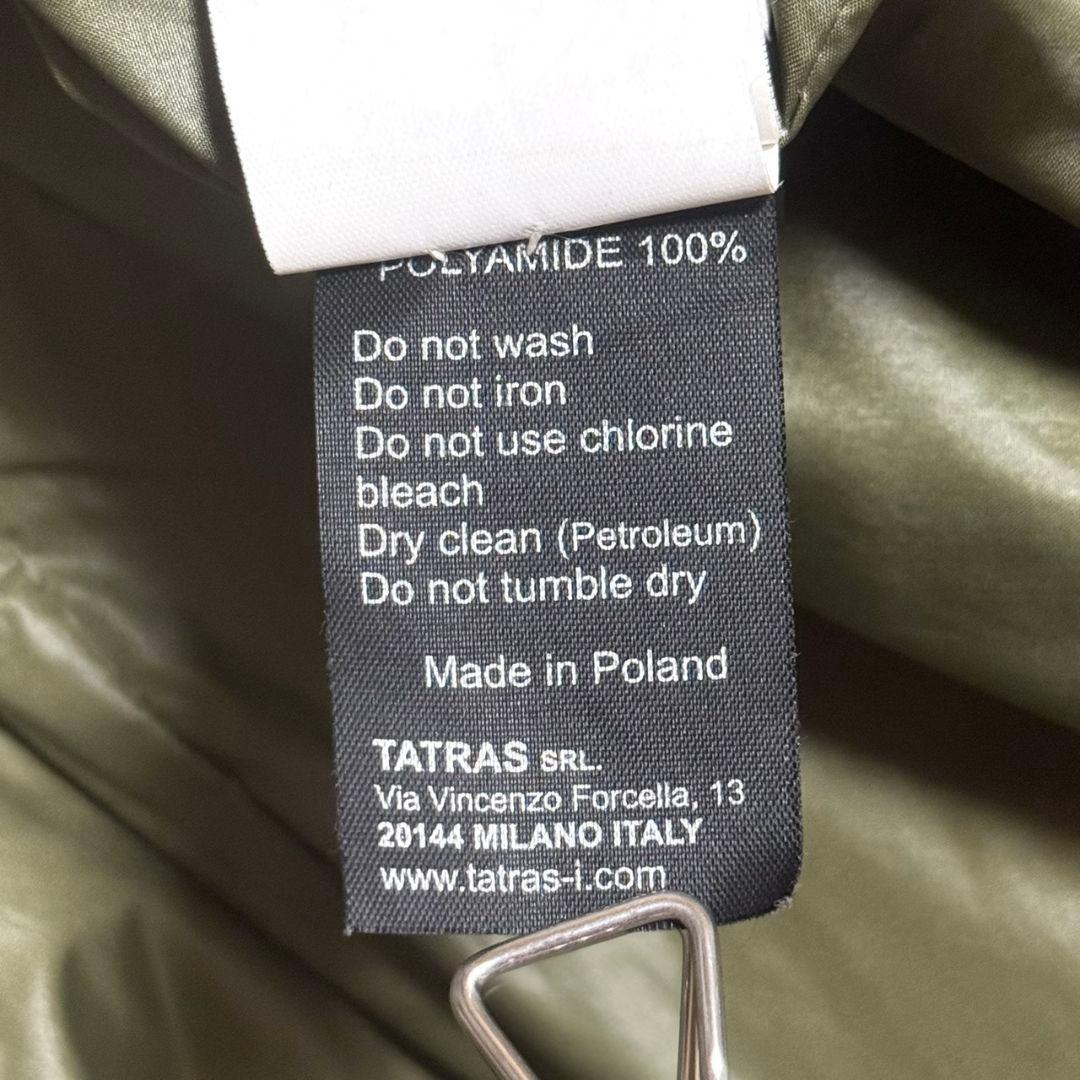 POLYAMIDE 100%
Do not wash
Do not iron
Do not use chlorine
bleach
Dry clean (Petroleum)
Do not tumble dry
Made in Poland
TATRAS SRL.
Via Vincenzo Forcella, 13
20144 MILANO ITALY
www.tatras-i.com